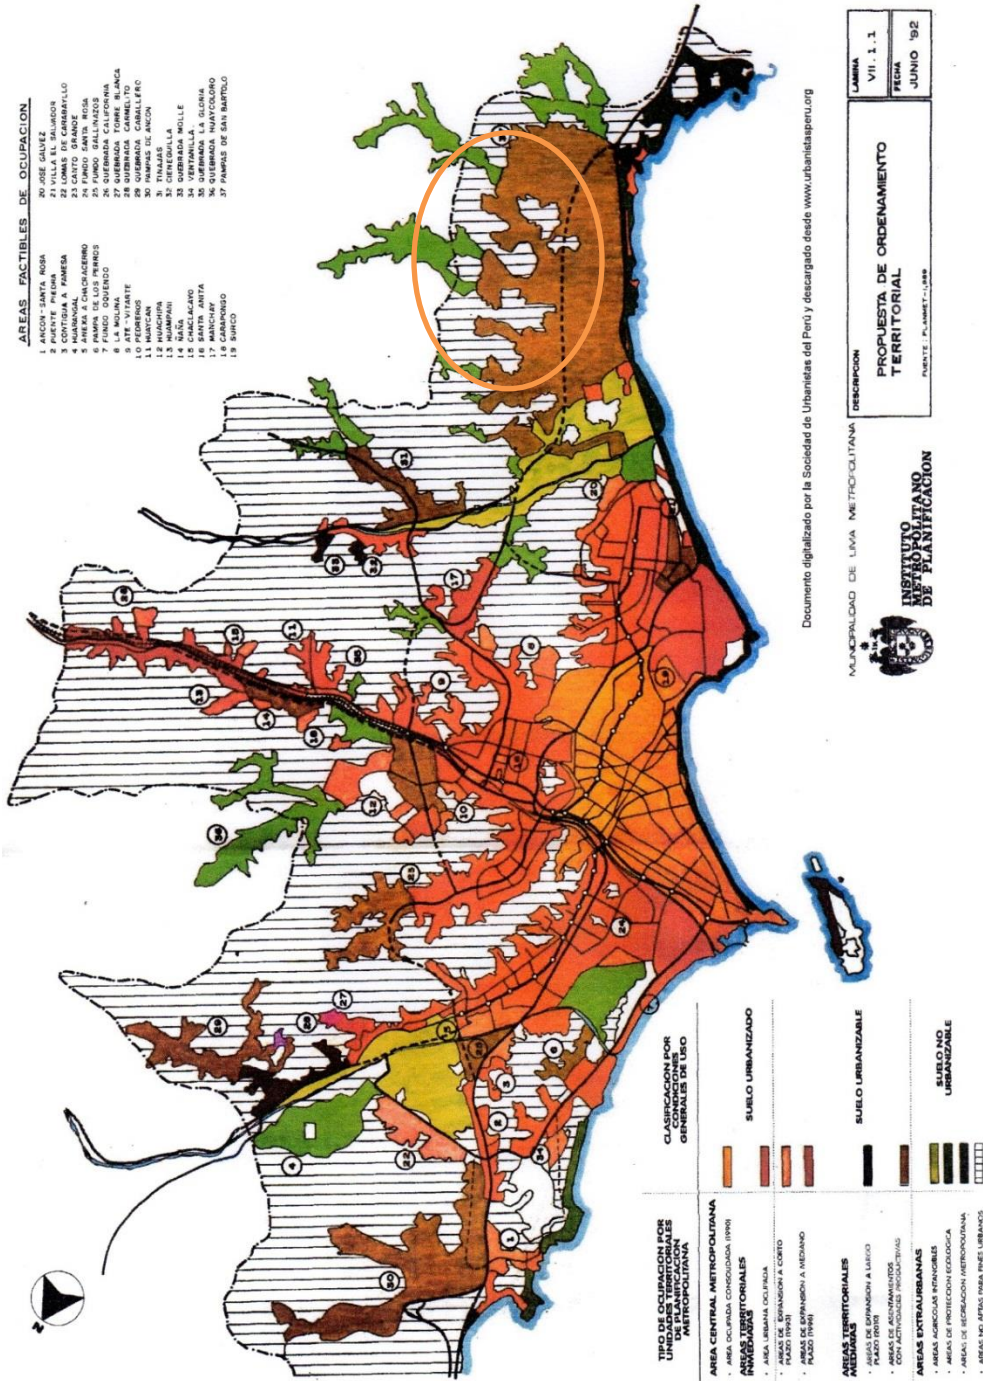 AREAS FACTIBLES DE OCUPACION
1 ANCON-SANTA ROSA
2 PUENTE PIEDRA
3 CONTIGUA A FAMESA
4 HUARANGAL
5 ANEXA A CHACRACERRO
6 PAMPA DE LOS PERROS
7 FUNDO OQUENDO
8 LA MOLINA
9 ATE-VITARTE
10 PEDREROS
11 HUAYCAN
12 HUACHIPA
13 HUAMPANI
14 ÑAÑA
15 CHACLACAYO
16 SANTA ANITA
17 MANCHAY
18 CARAPONGO
19 SURCO
20 JOSE GALVEZ
21 VILLA EL SALVADOR
22 LOMAS DE CARABAYLLO
23 CANTO GRANDE
24 FUNDO SANTA ROSA
25 FUNDO GALLINAZOS
26 QUEBRADA CALIFORNIA
27 QUEBRADA TORRE BLANCA
28 QUEBRADA CARMELITO
29 QUEBRADA CABALLERO
30 PAMPAS DE ANCON
31 TINAJAS
32 CIENEGUILLA
33 QUEBRADA MOLLE
34 VENTANILLA
35 QUEBRADA LA GLORIA
36 QUEBRADA HUAYCOLORO
37 PAMPAS DE SAN BARTOLO
N
TIPO DE OCUPACION POR
UNIDADES TERRITORIALES
DE PLANIFICACION
METROPOLITANA
CLASIFICACION POR
CONDICIONES
GENERALES DE USO
AREA CENTRAL METROPOLITANA
· AREA OCUPADA CONSOLIDADA (1990)
AREAS TERRITORIALES
INMEDIATAS
· AREA URBANA OCUPADA
· AREAS DE EXPANSION A CORTO
PLAZO (1993)
· AREAS DE EXPANSION A MEDIANO
PLAZO (1996)
SUELO URBANIZADO
AREAS TERRITORIALES
MEDIATAS
· AREAS DE EXPANSION A LARGO
PLAZO (2010)
· AREAS DE ASENTAMIENTOS
CON ACTIVIDADES PRODUCTIVAS
SUELO URBANIZABLE
AREAS EXTRAURBANAS
· AREAS AGRICOLAS INTANGIBLES
· AREAS DE PROTECCION ECOLOGICA
· AREAS DE RECREACION METROPOLITANA
· AREAS NO APTAS PARA FINES URBANOS
SUELO NO
URBANIZABLE
Documento digitalizado por la Sociedad de Urbanistas del Perú y descargado desde www.urbanistasperu.org
MUNICIPALIDAD DE LIMA METROPOLITANA
INSTITUTO
METROPOLITANO
DE PLANIFICACION
DESCRIPCION
PROPUESTA DE ORDENAMIENTO
TERRITORIAL
LAMINA
VII.1.1
FECHA
JUNIO '92